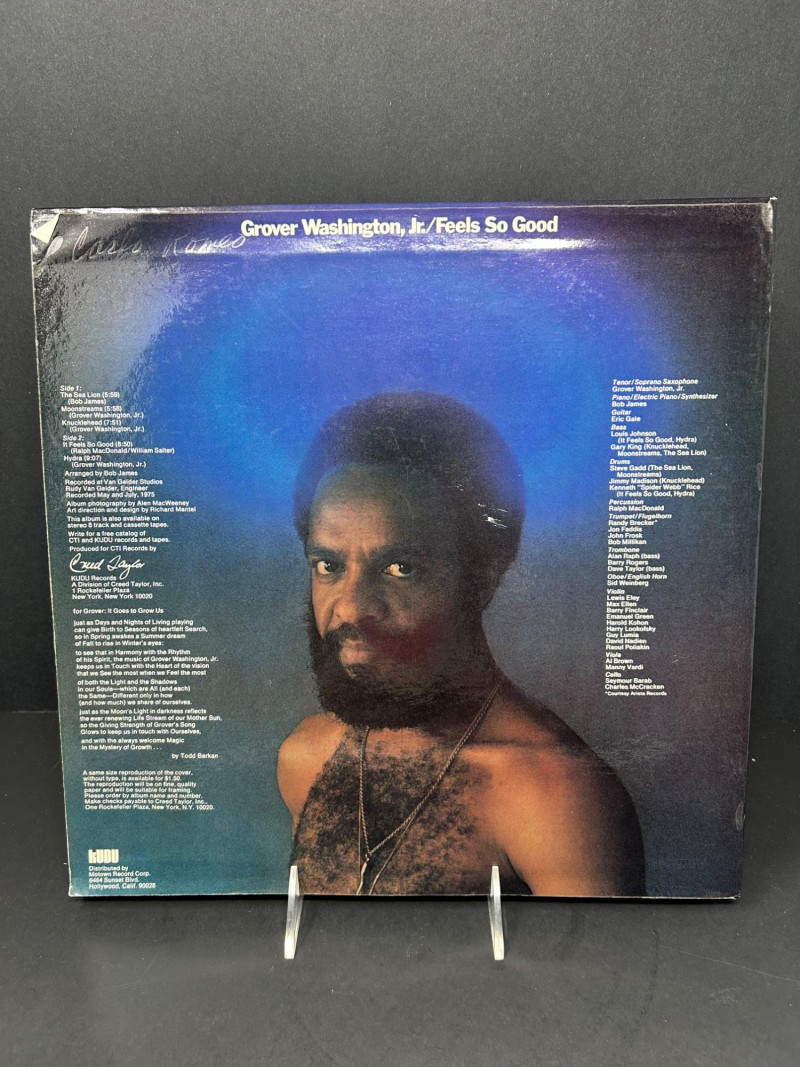 Carlo Romeo
Grover Washington, Jr./Feels So Good
Side 1:
The Sea Lion (5:59)
(Bob James)
Moonstreams (5:58)
(Grover Washington, Jr.)
Knucklehead (7:51)
(Grover Washington, Jr.)
Side 2:
It Feels So Good (8:50)
(Ralph MacDonald/William Salter)
Hydra (9:07)
(Grover Washington, Jr.)
Arranged by Bob James
Recorded at Van Gelder Studios
Rudy Van Gelder, Engineer
Recorded May and July, 1975
Album photography by Alen MacWeeney
Art direction and design by Richard Mantel
This album is also available on
stereo 8 track and cassette tapes.
Write for a free catalog of
CTI and KUDU records and tapes.
Produced for CTI Records by
Creed Taylor
KUDU Records
A Division of Creed Taylor, Inc.
1 Rockefeller Plaza
New York, New York 10020
for Grover: It Goes to Grow Us
just as Days and Nights of Living playing
can give Birth to Seasons of heartfelt Search,
so in Spring awakes a Summer dream
of Fall to rise in Winter's eyes:
to see that in Harmony with the Rhythm
of his Spirit, the music of Grover Washington, Jr.
keeps us in Touch with the Heart of the vision
that we See the most when we Feel the most
of both the Light and the Shadows
in our Souls—which are All (and each)
the Same—Different only in how
(and how much) we share of ourselves.
just as the Moon's Light in darkness reflects
the ever renewing Life Stream of our Mother Sun,
so the Giving Strength of Grover's Song
Glows to keep us in touch with Ourselves,
and with the always welcome Magic
in the Mystery of Growth . . .
by Todd Barkan
A same size reproduction of the cover,
without type, is available for $1.50.
The reproduction will be on fine, quality
paper and will be suitable for framing.
Please order by album name and number.
Make checks payable to Creed Taylor, Inc.,
One Rockefeller Plaza, New York, N.Y. 10020.
KUDU
Distributed by
Motown Record Corp.
6464 Sunset Blvd.
Hollywood, Calif. 90028
Tenor/Soprano Saxophone
Grover Washington, Jr.
Piano/Electric Piano/Synthesizer
Bob James
Guitar
Eric Gale
Bass
Louis Johnson
(It Feels So Good, Hydra)
Gary King (Knucklehead,
Moonstreams, The Sea Lion)
Drums
Steve Gadd (The Sea Lion,
Moonstreams)
Jimmy Madison (Knucklehead)
Kenneth "Spider Webb" Rice
(It Feels So Good, Hydra)
Percussion
Ralph MacDonald
Trumpet/Flugelhorn
Randy Brecker*
Jon Faddis
John Frosk
Bob Millikan
Trombone
Alan Raph (bass)
Barry Rogers
Dave Taylor (bass)
Oboe/English Horn
Sid Weinberg
Violin
Lewis Eley
Max Ellen
Barry Finclair
Emanuel Green
Harold Kohon
Harry Lookofsky
Guy Lumia
David Nadien
Raoul Poliakin
Viola
Al Brown
Manny Vardi
Cello
Seymour Barab
Charles McCracken
*Courtesy Arista Records